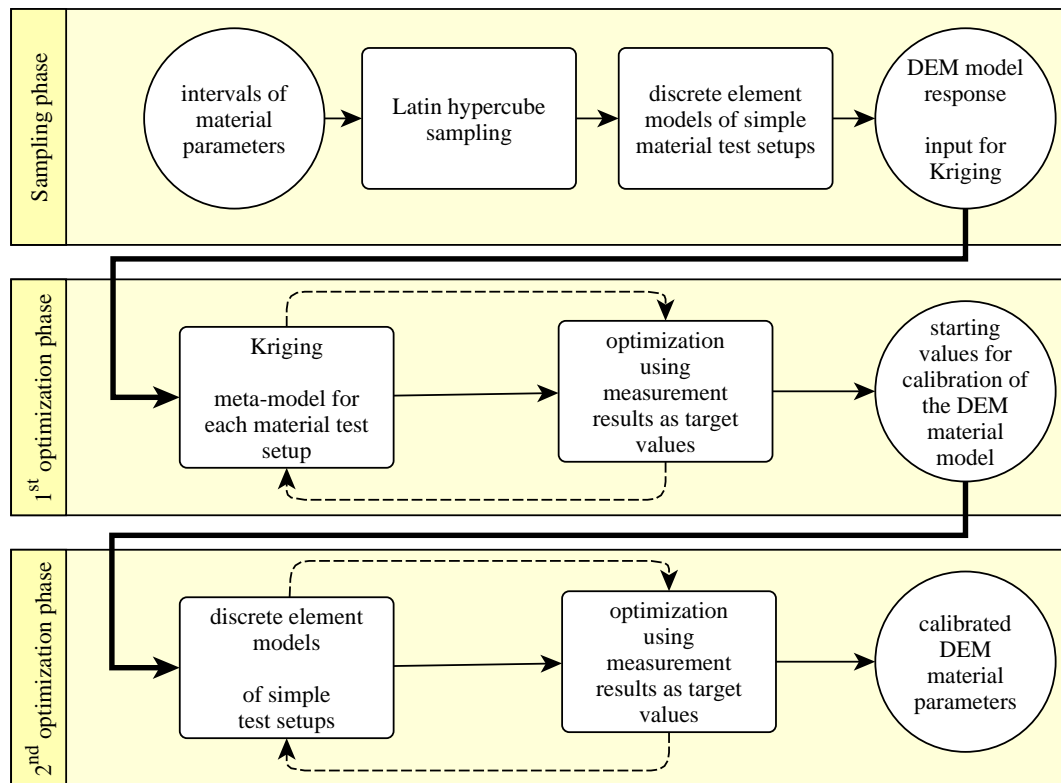 Sampling phase
intervals of
material
parameters
Latin hypercube
sampling
discrete element
models of simple
material test setups
DEM model
response
input for
Kriging
1st optimization phase
Kriging
meta-model for
each material test
setup
optimization
using
measurement
results as target
values
starting
values for
calibration of
the DEM
material
model
2nd optimization phase
discrete element
models
of simple
test setups
optimization
using
measurement
results as target
values
calibrated
DEM
material
parameters